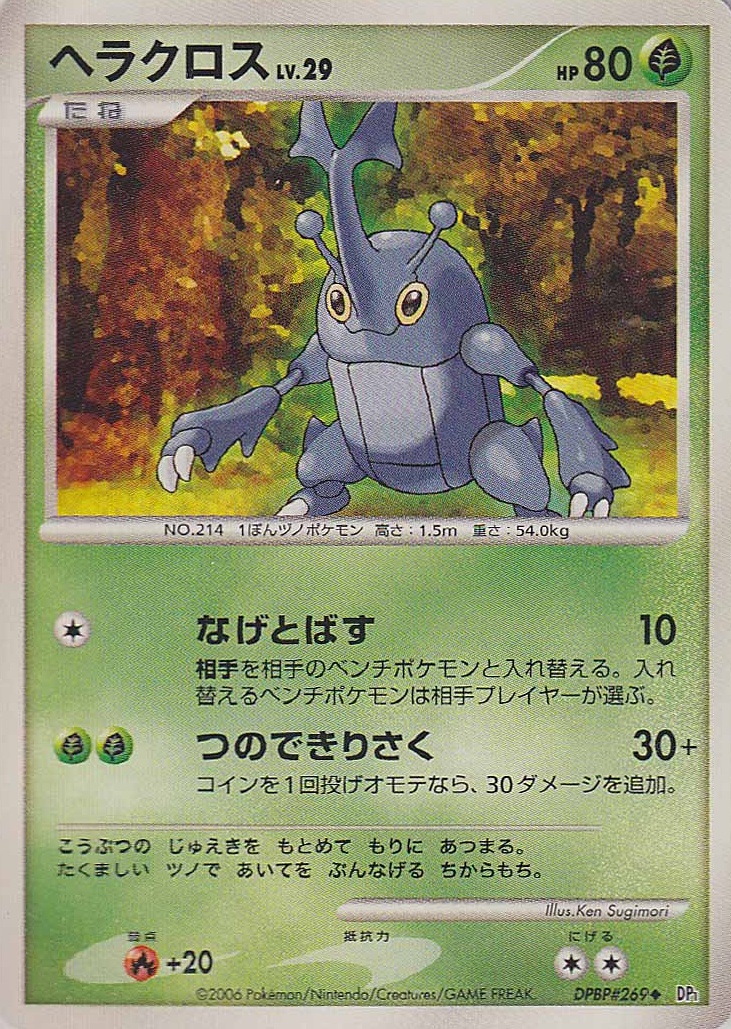 ヘラクロス LV.29 HP 80
たね
NO.214 1ぽんヅノポケモン 高さ：1.5m 重さ：54.0kg
なげとばす 10
相手を相手のベンチポケモンと入れ替える。入れ
替えるベンチポケモンは相手プレイヤーが選ぶ。
つのできりさく 30+
コインを1回投げオモテなら、30ダメージを追加。
こうぶつの じゅえきを もとめて もりに あつまる。
たくましい ツノで あいてを ぶんなげる ちからもち。
Illus.Ken Sugimori
弱点 抵抗力 にげる
+20
©2006 Pokémon/Nintendo/Creatures/GAME FREAK. DPBP#269◆ DP1